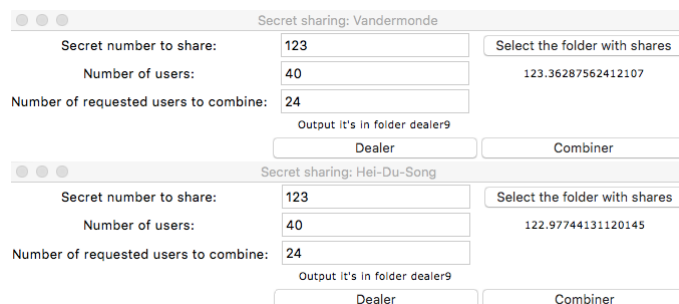 Secret sharing: Vandermonde
Secret number to share: 123 Select the folder with shares
Number of users: 40 123.36287562412107
Number of requested users to combine: 24
Output it's in folder dealer9
Dealer Combiner
Secret sharing: Hei-Du-Song
Secret number to share: 123 Select the folder with shares
Number of users: 40 122.97744131120145
Number of requested users to combine: 24
Output it's in folder dealer9
Dealer Combiner